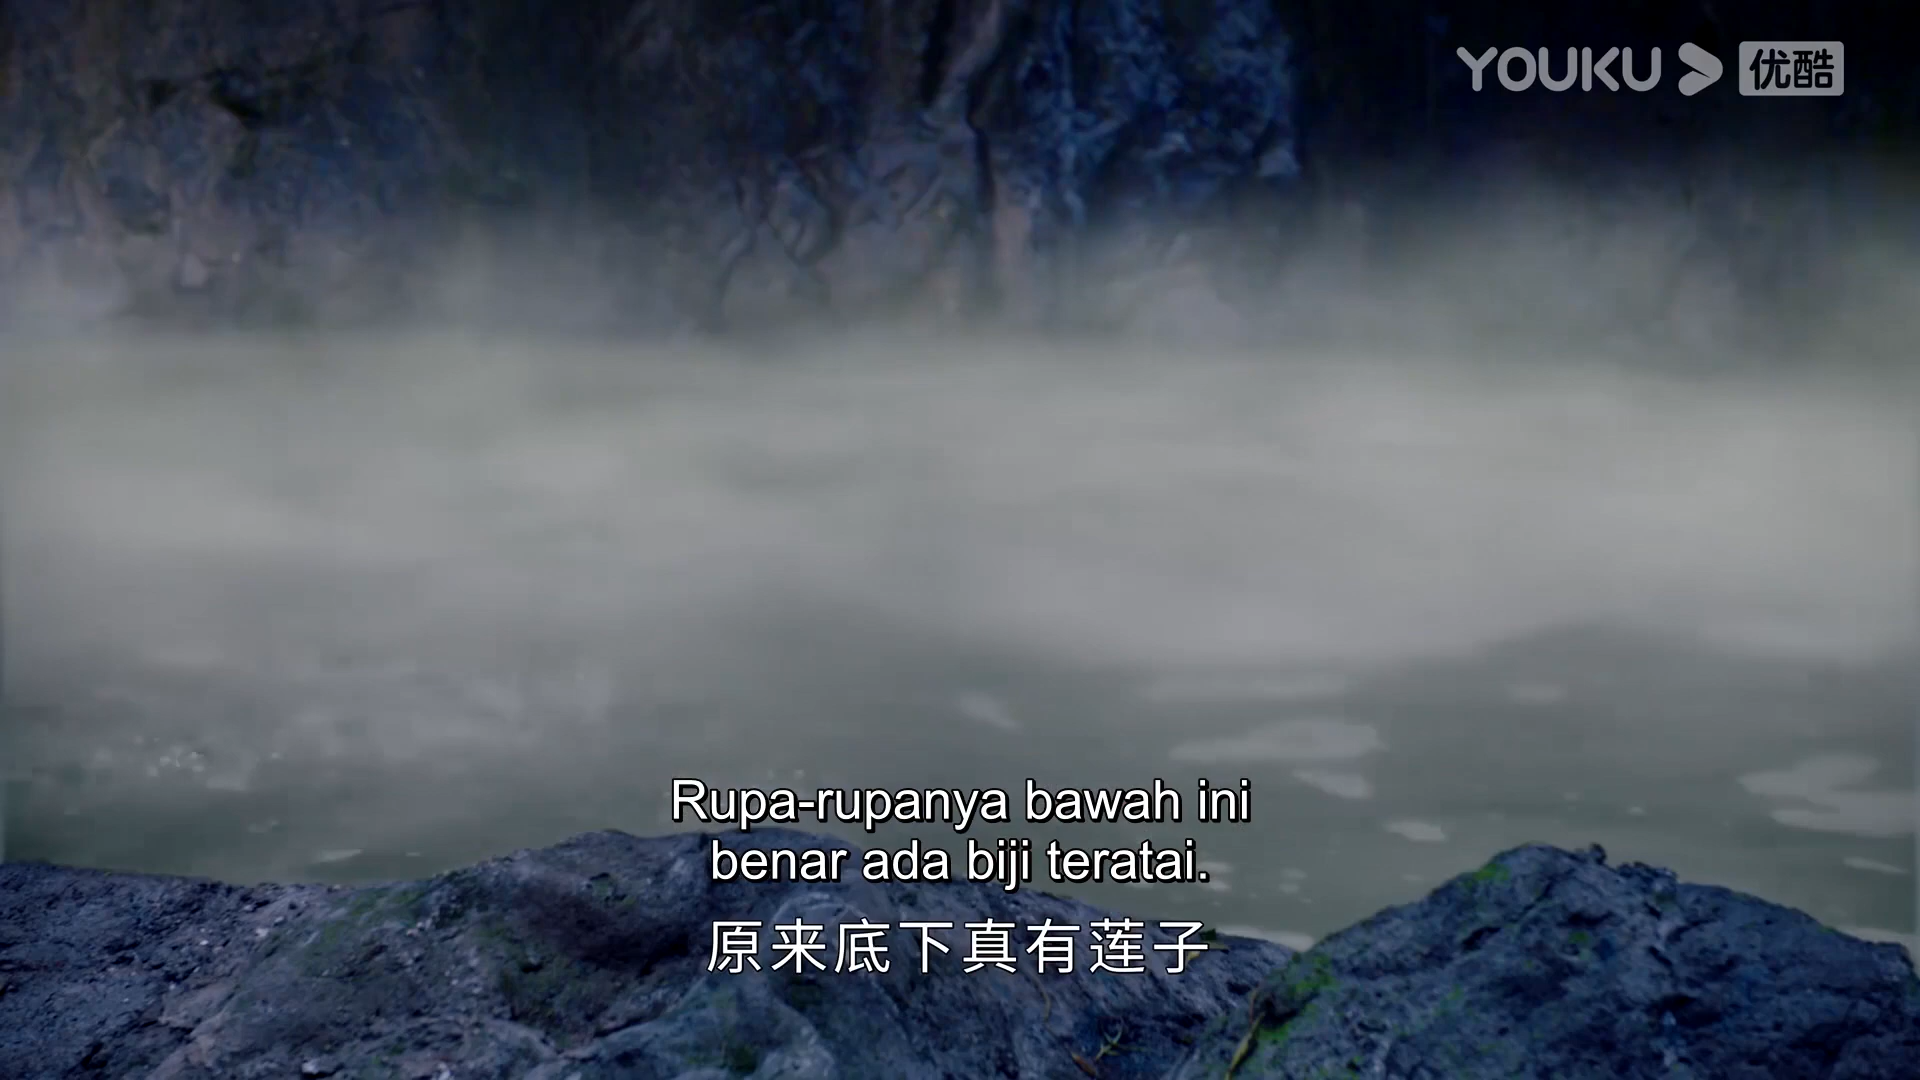 YOUKU 优酷
Rupa-rupanya bawah ini
benar ada biji teratai.
原来底下真有莲子